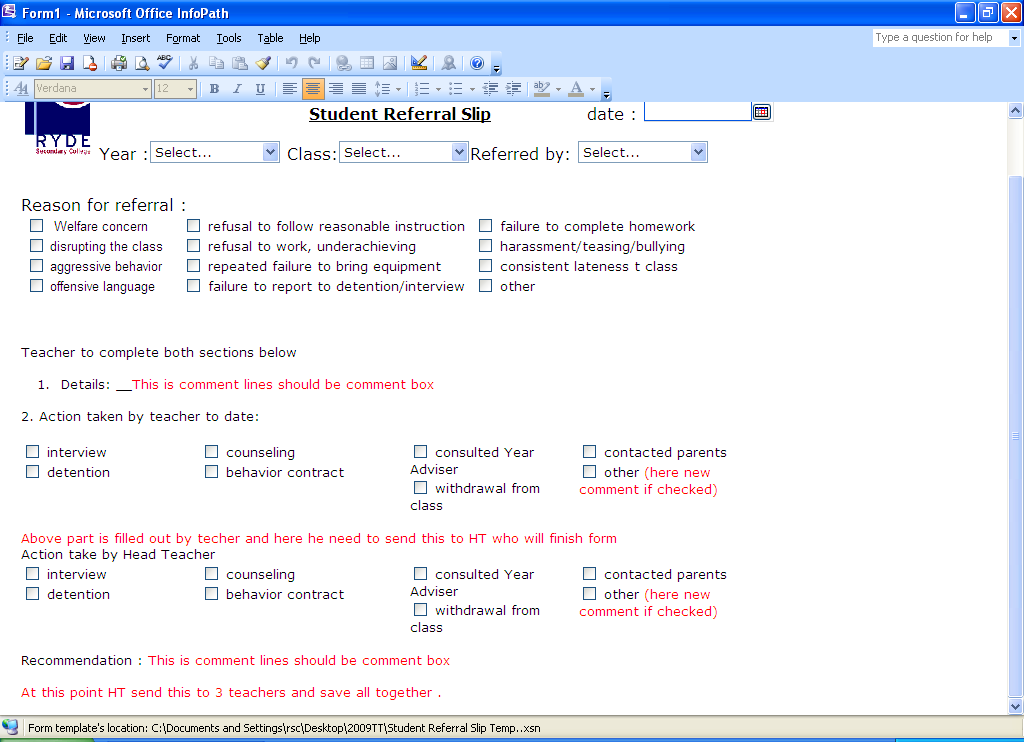 Form1 - Microsoft Office InfoPath
File Edit View Insert Format Tools Table Help
Type a question for help
Verdana 12 B I U
Student Referral Slip date :
RYDE
Secondary College
Year : Select... Class: Select... Referred by: Select...
Reason for referral :
Welfare concern refusal to follow reasonable instruction failure to complete homework
disrupting the class refusal to work, underachieving harassment/teasing/bullying
aggressive behavior repeated failure to bring equipment consistent lateness t class
offensive language failure to report to detention/interview other
Teacher to complete both sections below
1. Details: __This is comment lines should be comment box
2. Action taken by teacher to date:
interview counseling consulted Year Adviser contacted parents
detention behavior contract withdrawal from class other (here new comment if checked)
Above part is filled out by techer and here he need to send this to HT who will finish form
Action take by Head Teacher
interview counseling consulted Year Adviser contacted parents
detention behavior contract withdrawal from class other (here new comment if checked)
Recommendation : This is comment lines should be comment box
At this point HT send this to 3 teachers and save all together .
Form template's location: C:\Documents and Settings\rsc\Desktop\2009TT\Student Referral Slip Temp..xsn